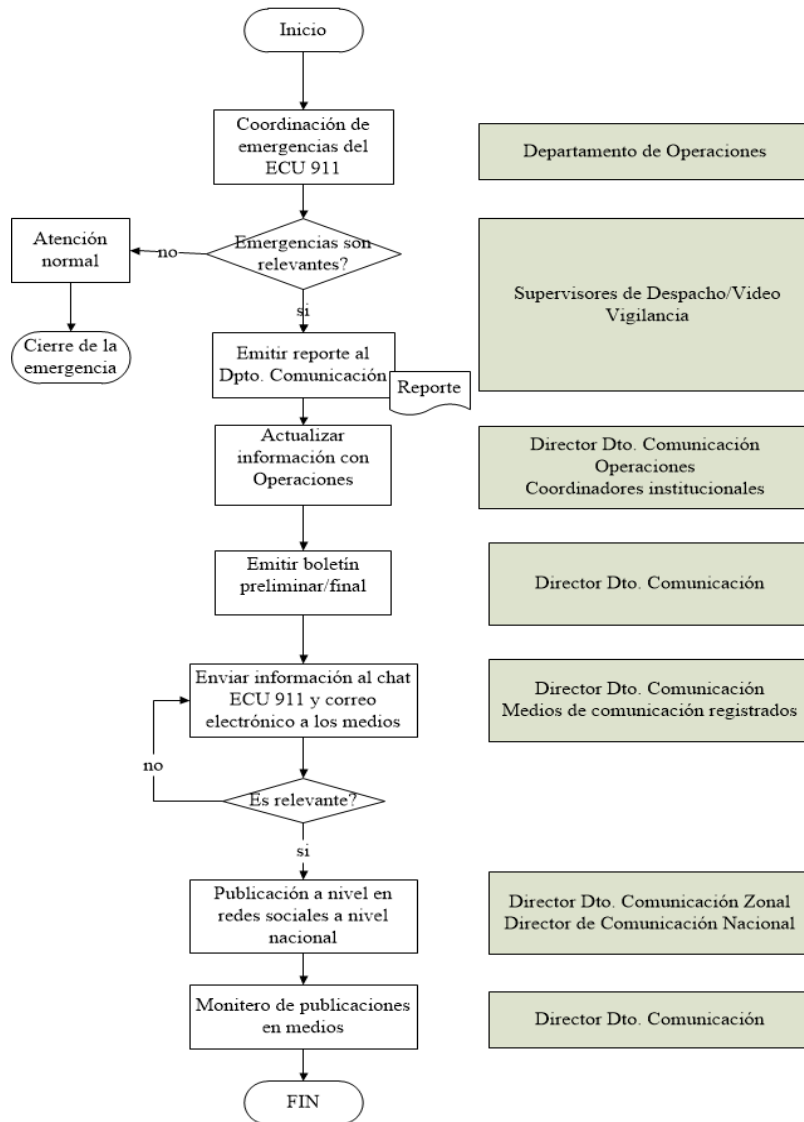 Inicio
Coordinación de
emergencias del
ECU 911
Departamento de Operaciones
Emergencias son
relevantes?
no
Atención
normal
Cierre de la
emergencia
si
Supervisores de Despacho/Video
Vigilancia
Emitir reporte al
Dpto. Comunicación
Reporte
Actualizar
información con
Operaciones
Director Dto. Comunicación
Operaciones
Coordinadores institucionales
Emitir boletín
preliminar/final
Director Dto. Comunicación
Enviar información al chat
ECU 911 y correo
electrónico a los medios
Director Dto. Comunicación
Medios de comunicación registrados
no
Es relevante?
si
Publicación a nivel en
redes sociales a nivel
nacional
Director Dto. Comunicación Zonal
Director de Comunicación Nacional
Monitero de publicaciones
en medios
Director Dto. Comunicación
FIN